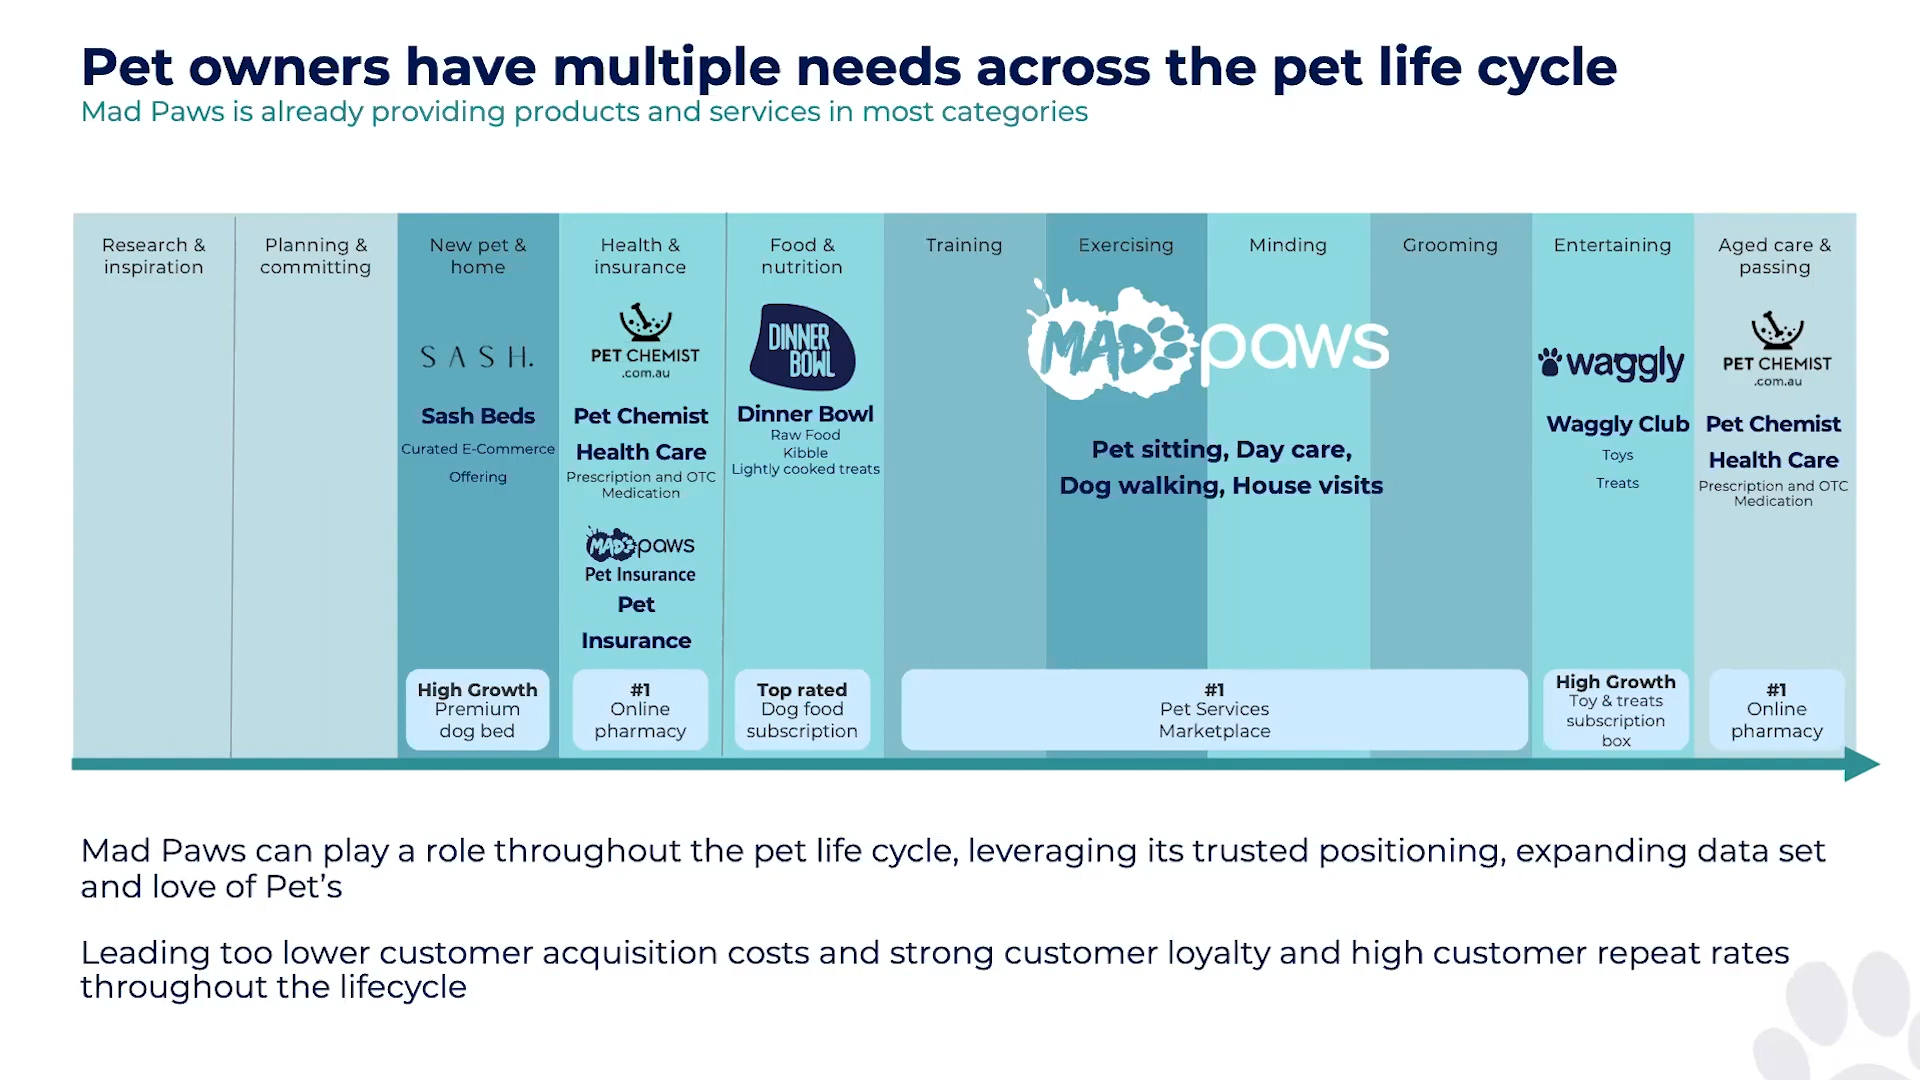 Pet owners have multiple needs across the pet life cycle
Mad Paws is already providing products and services in most categories
Research &
inspiration
Planning &
committing
New pet &
home
Health &
insurance
Food &
nutrition
Training
Exercising
Minding
Grooming
Entertaining
Aged care &
passing
SASH.
Sash Beds
Curated E-Commerce
Offering
High Growth
Premium
dog bed
PET CHEMIST
.com.au
Pet Chemist
Health Care
Prescription and OTC
Medication
MAD paws
Pet Insurance
Pet
Insurance
#1
Online
pharmacy
DINNER
BOWL
Dinner Bowl
Raw Food
Kibble
Lightly cooked treats
Top rated
Dog food
subscription
MAD paws
Pet sitting, Day care,
Dog walking, House visits
#1
Pet Services
Marketplace
waggly
Waggly Club
Toys
Treats
High Growth
Toy & treats
subscription
box
PET CHEMIST
.com.au
Pet Chemist
Health Care
Prescription and OTC
Medication
#1
Online
pharmacy
Mad Paws can play a role throughout the pet life cycle, leveraging its trusted positioning, expanding data set
and love of Pet's
Leading too lower customer acquisition costs and strong customer loyalty and high customer repeat rates
throughout the lifecycle